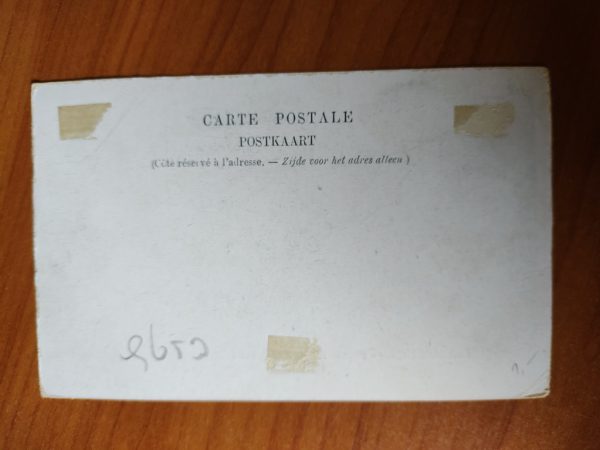 CARTE POSTALE
POSTKAART
(Côté réservé à l'adresse. — Zijde voor het adres alleen )